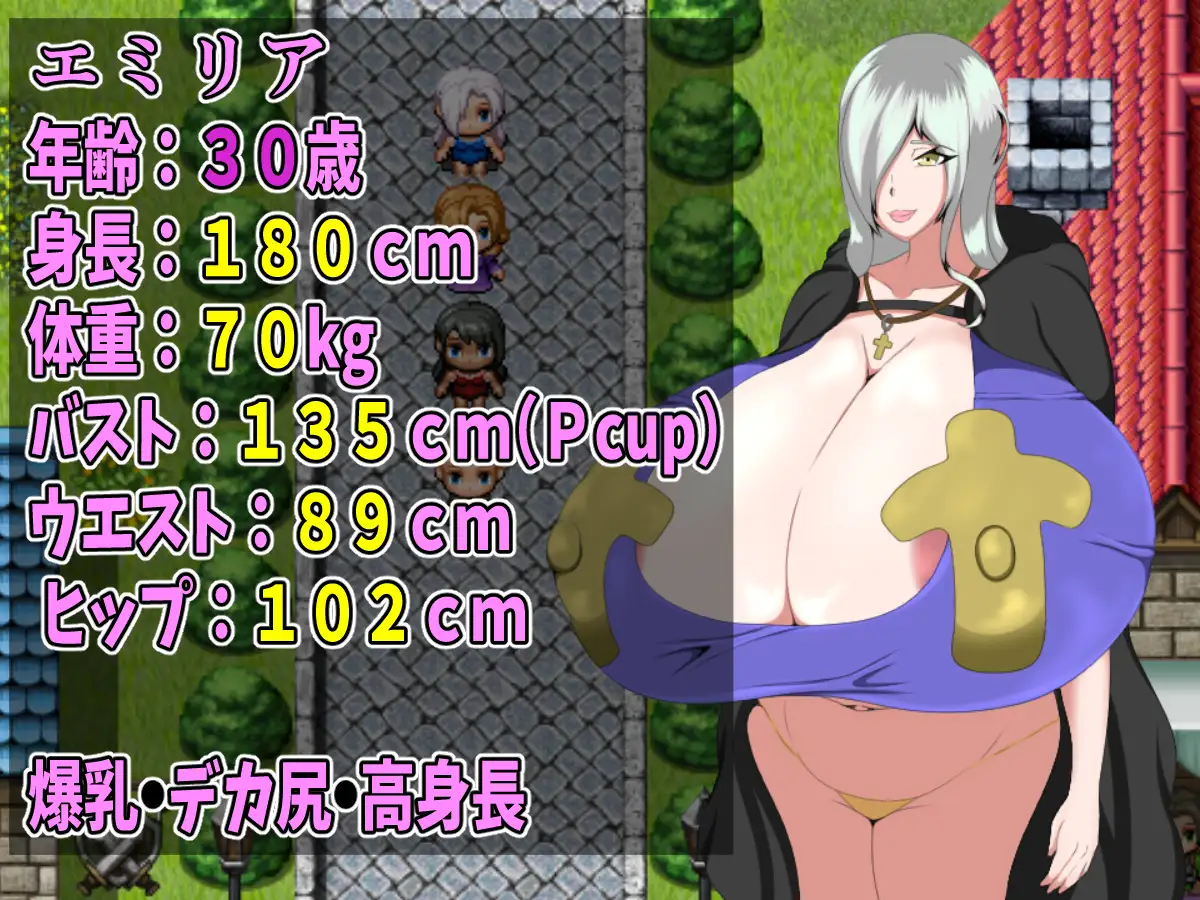 エミリア
年齢：３０歳
身長：１８０ｃｍ
体重：７０kg
バスト：１３５ｃｍ(Ｐcup)
ウエスト：８９ｃｍ
ヒップ：１０２ｃｍ
爆乳・デカ尻・高身長